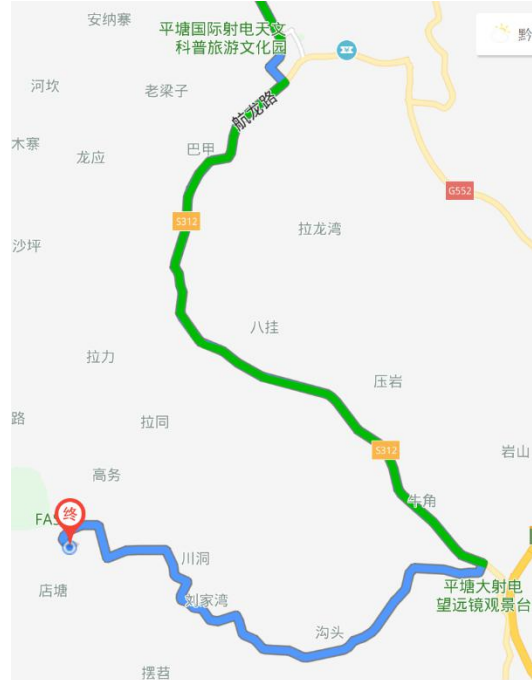 安纳寨
平塘国际射电天文
科普旅游文化园
黔
河坎
老梁子
航龙路
木寨
龙应
巴甲
G552
S312
拉龙湾
沙坪
八挂
拉力
压岩
路
拉同
S312
岩山
高务
牛角
终
FAS
川洞
店塘
刘家湾
平塘大射电
望远镜观景台
沟头
摆苕